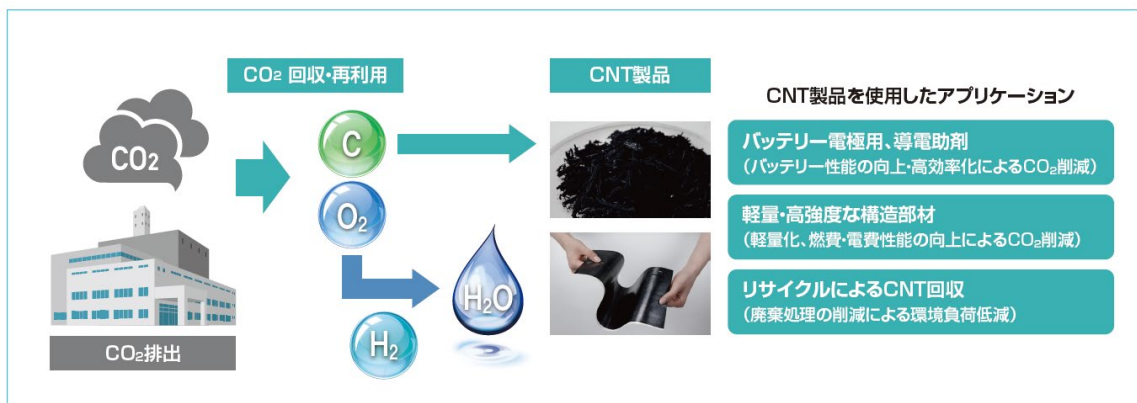 CO₂
CO₂排出
CO₂ 回収・再利用
C
O₂
H₂
H₂O
CNT製品
CNT製品を使用したアプリケーション
バッテリー電極用、導電助剤
（バッテリー性能の向上・高効率化によるCO₂削減）
軽量・高強度な構造部材
（軽量化、燃費・電費性能の向上によるCO₂削減）
リサイクルによるCNT回収
（廃棄処理の削減による環境負荷低減）